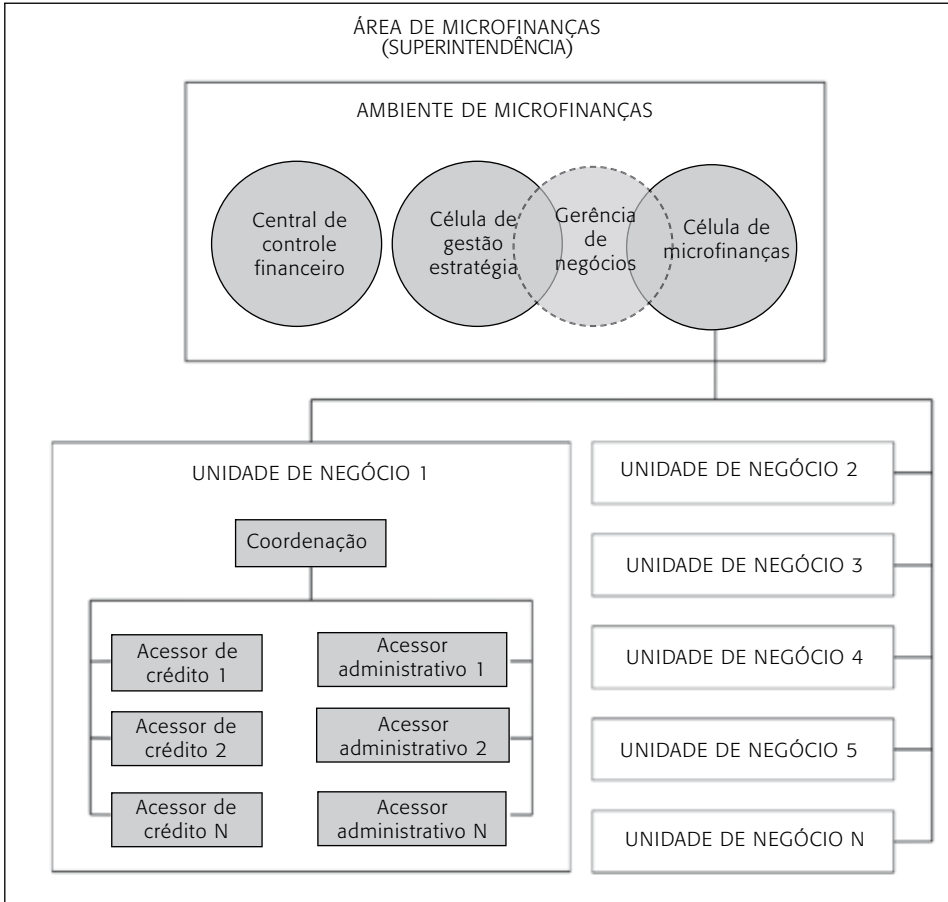 ÁREA DE MICROFINANÇAS
(SUPERINTENDÊNCIA)
AMBIENTE DE MICROFINANÇAS
Central de
controle
financeiro
Célula de
gestão
estratégia
Gerência
de
negócios
Célula de
microfinanças
UNIDADE DE NEGÓCIO 1
Coordenação
Acessor de
crédito 1
Acessor
administrativo 1
Acessor de
crédito 2
Acessor
administrativo 2
Acessor de
crédito N
Acessor
administrativo N
UNIDADE DE NEGÓCIO 2
UNIDADE DE NEGÓCIO 3
UNIDADE DE NEGÓCIO 4
UNIDADE DE NEGÓCIO 5
UNIDADE DE NEGÓCIO N